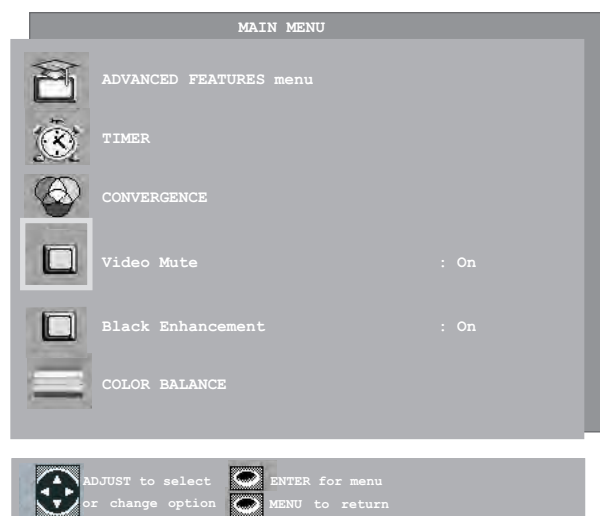 MAIN MENU
ADVANCED FEATURES menu
TIMER
CONVERGENCE
Video Mute : On
Black Enhancement : On
COLOR BALANCE
ADJUST to select ENTER for menu
or change option MENU to return